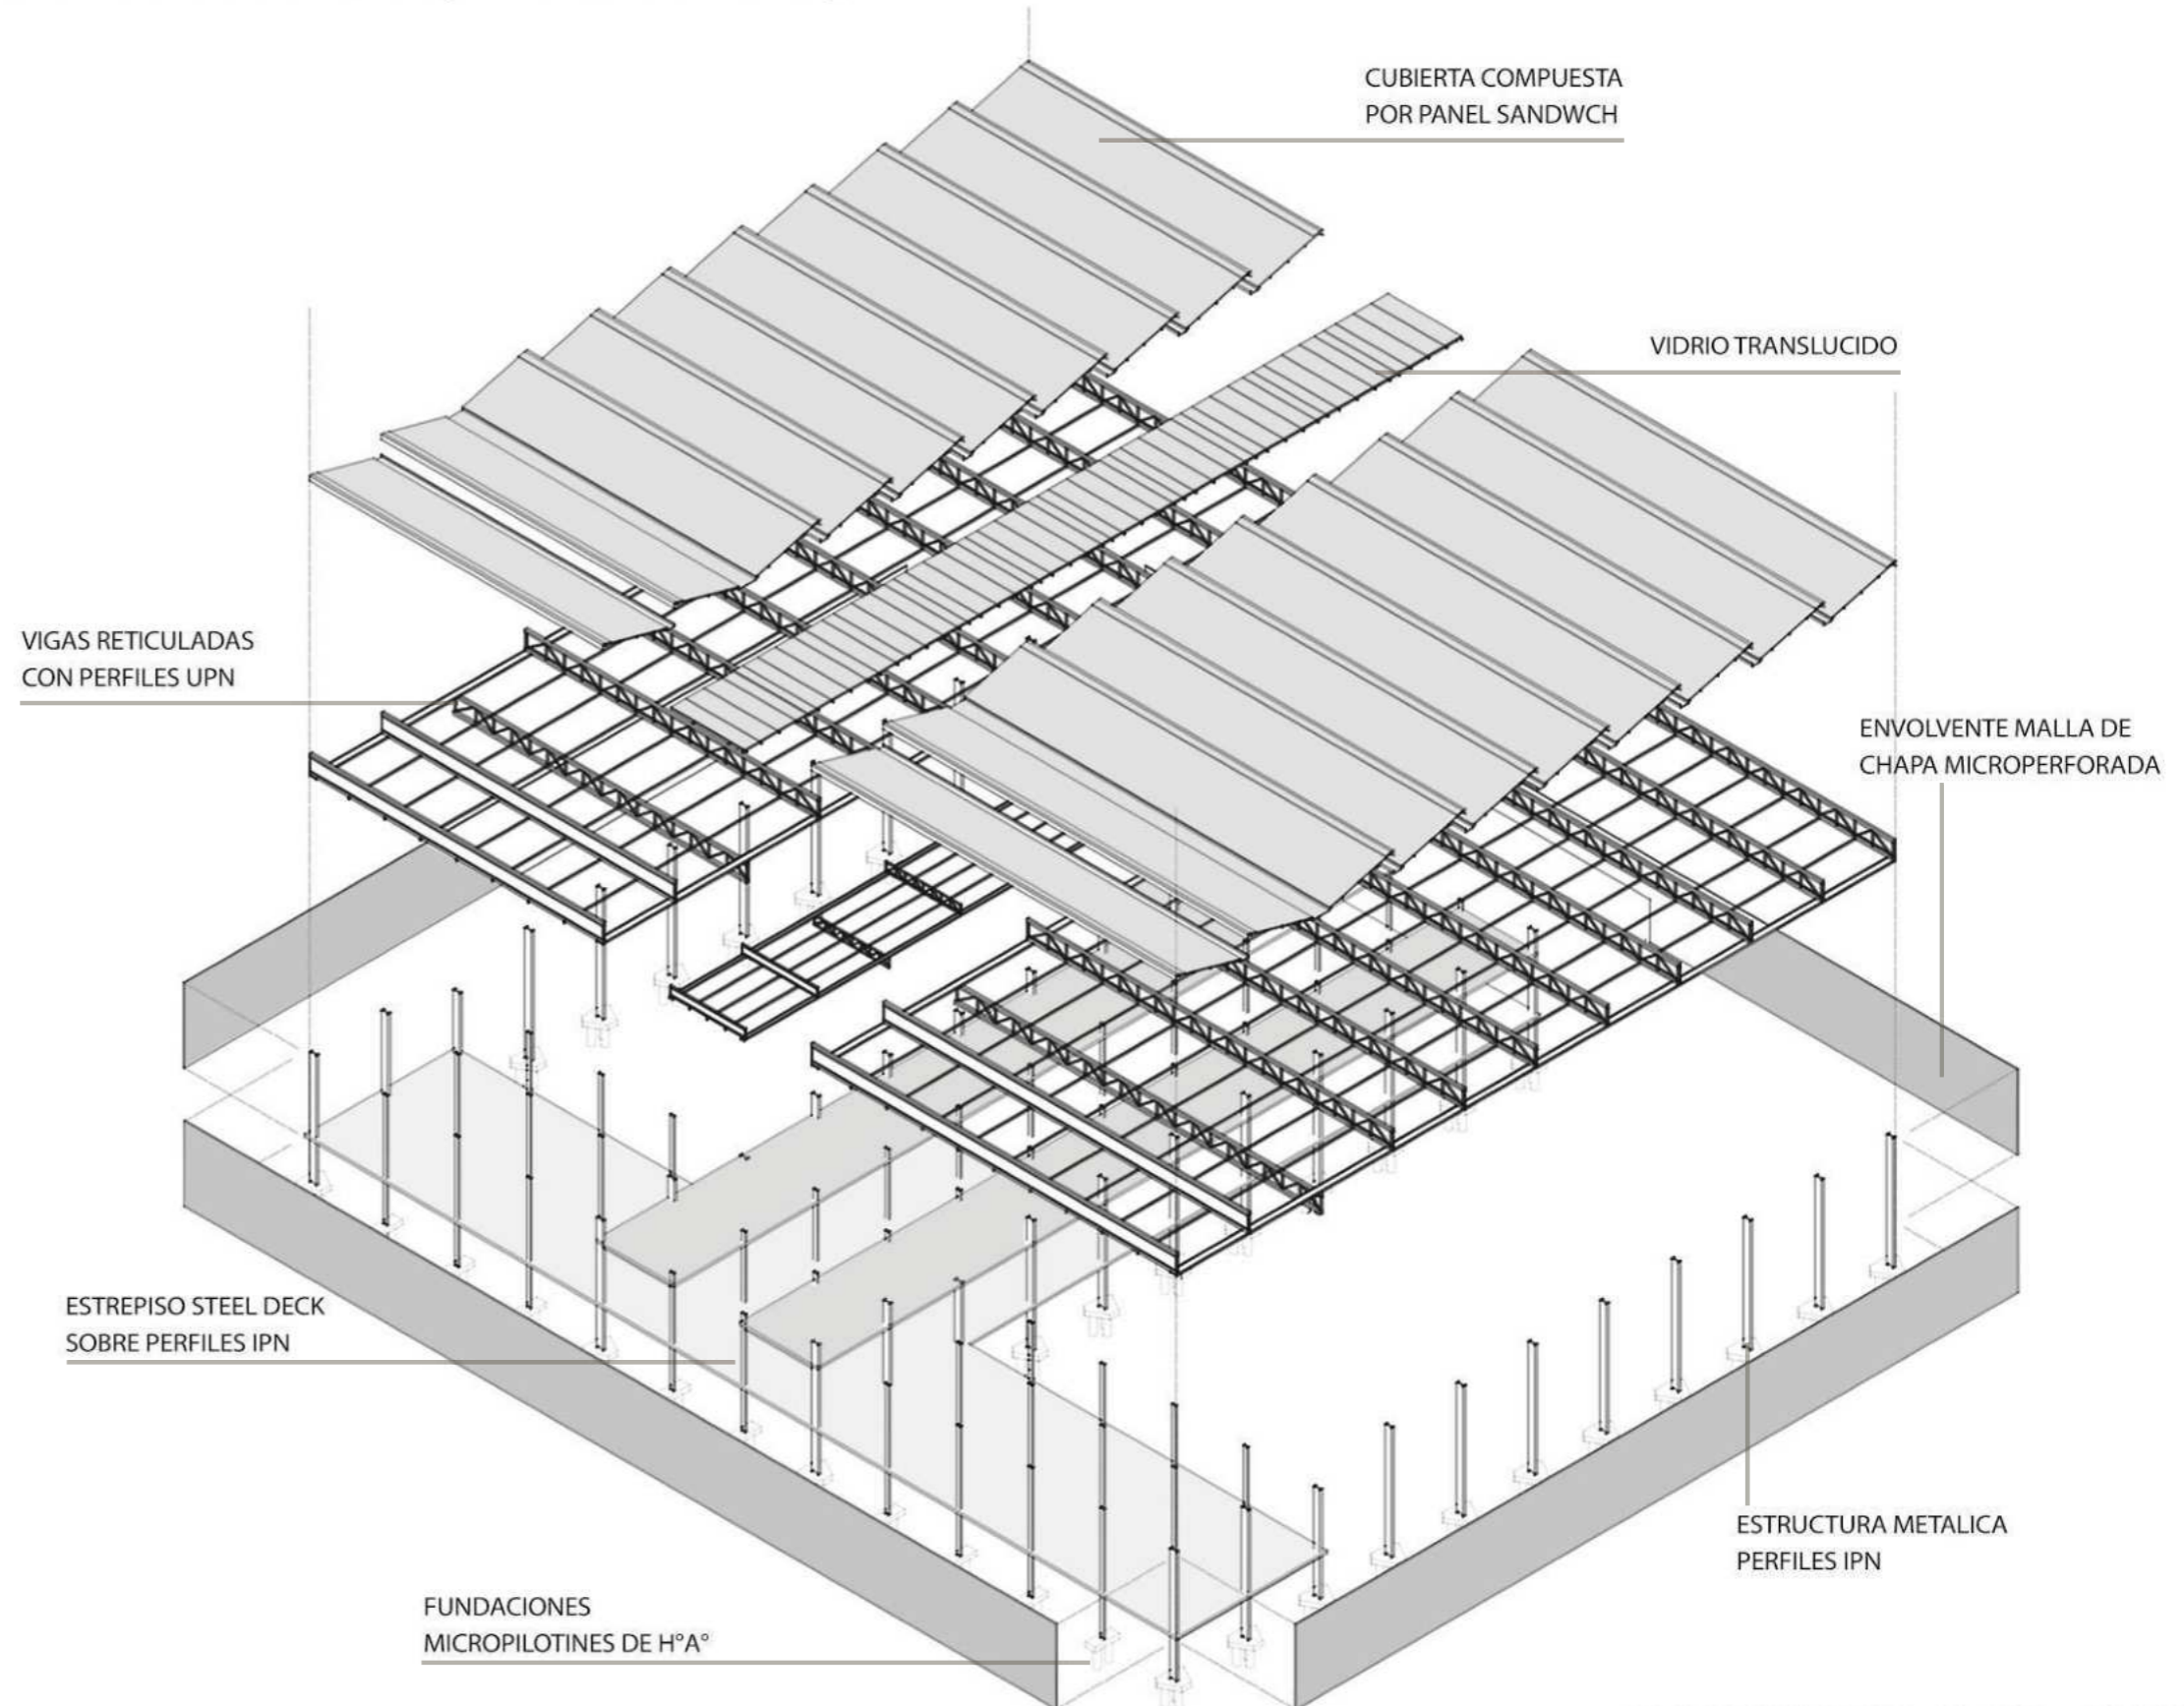 CUBIERTA COMPUESTA
POR PANEL SANDWCH
VIDRIO TRANSLUCIDO
VIGAS RETICULADAS
CON PERFILES UPN
ENVOLVENTE MALLA DE
CHAPA MICROPERFORADA
ESTREPISO STEEL DECK
SOBRE PERFILES IPN
ESTRUCTURA METALICA
PERFILES IPN
FUNDACIONES
MICROPILOTINES DE H°A°